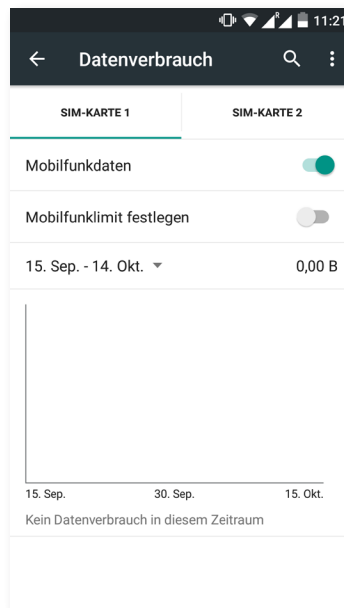 R 11:21
Datenverbrauch
SIM-KARTE 1 SIM-KARTE 2
Mobilfunkdaten
Mobilfunklimit festlegen
15. Sep. - 14. Okt. 0,00 B
15. Sep. 30. Sep. 15. Okt.
Kein Datenverbrauch in diesem Zeitraum